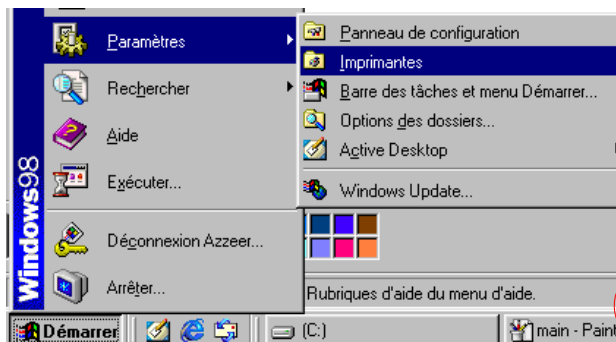 Paramètres
Rechercher
Aide
Exécuter...
Déconnexion Azzeer...
Arrêter...
Windows98
Panneau de configuration
Imprimantes
Barre des tâches et menu Démarrer...
Options des dossiers...
Active Desktop
Windows Update...
Rubriques d'aide du menu d'aide.
Démarrer
(C:)
main - Paint